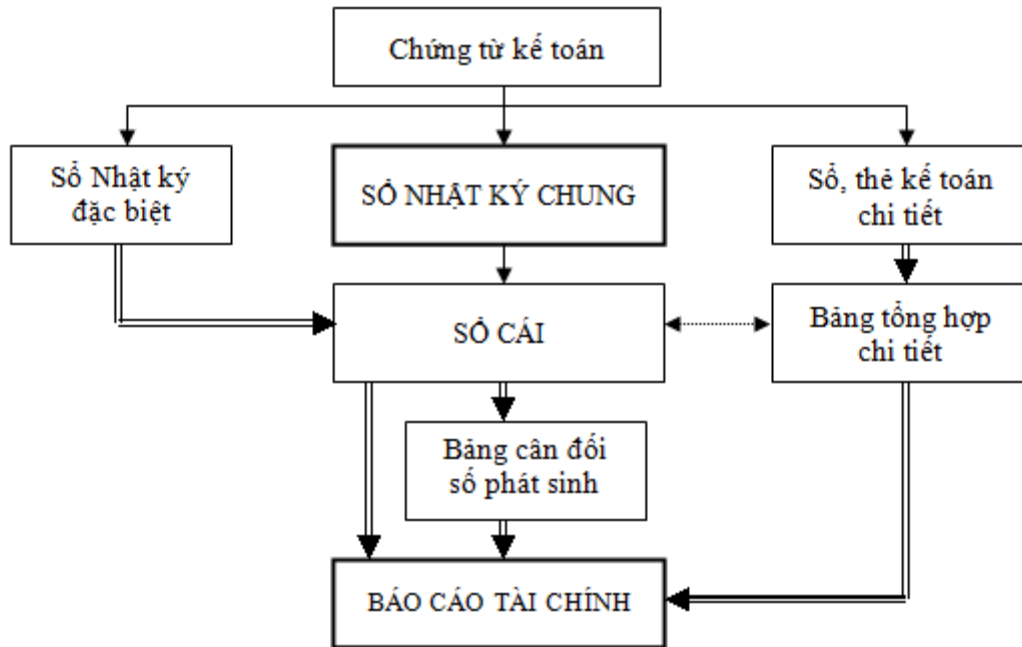 Chứng từ kế toán
Sổ Nhật ký
đặc biệt
SỔ NHẬT KÝ CHUNG
Sổ, thẻ kế toán
chi tiết
SỔ CÁI
Bảng tổng hợp
chi tiết
Bảng cân đối
số phát sinh
BÁO CÁO TÀI CHÍNH